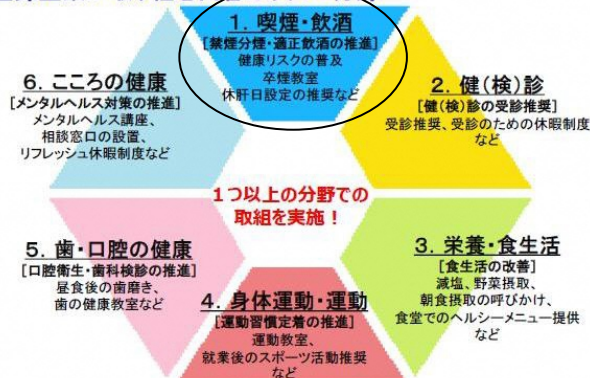 1. 喫煙・飲酒
[禁煙分煙・適正飲酒の推進]
健康リスクの普及
卒煙教室
休肝日設定の推奨など
2. 健(検)診
[健(検)診の受診推奨]
受診推奨、受診のための休暇制度
など
3. 栄養・食生活
[食生活の改善]
減塩、野菜摂取、
朝食摂取の呼びかけ、
食堂でのヘルシーメニュー提供
など
4. 身体運動・運動
[運動習慣定着の推進]
運動教室、
就業後のスポーツ活動推奨
など
5. 歯・口腔の健康
[口腔衛生・歯科検診の推進]
昼食後の歯磨き、
歯の健康教室など
6. こころの健康
[メンタルヘルス対策の推進]
メンタルヘルス講座、
相談窓口の設置、
リフレッシュ休暇制度など
1つ以上の分野での
取組を実施!